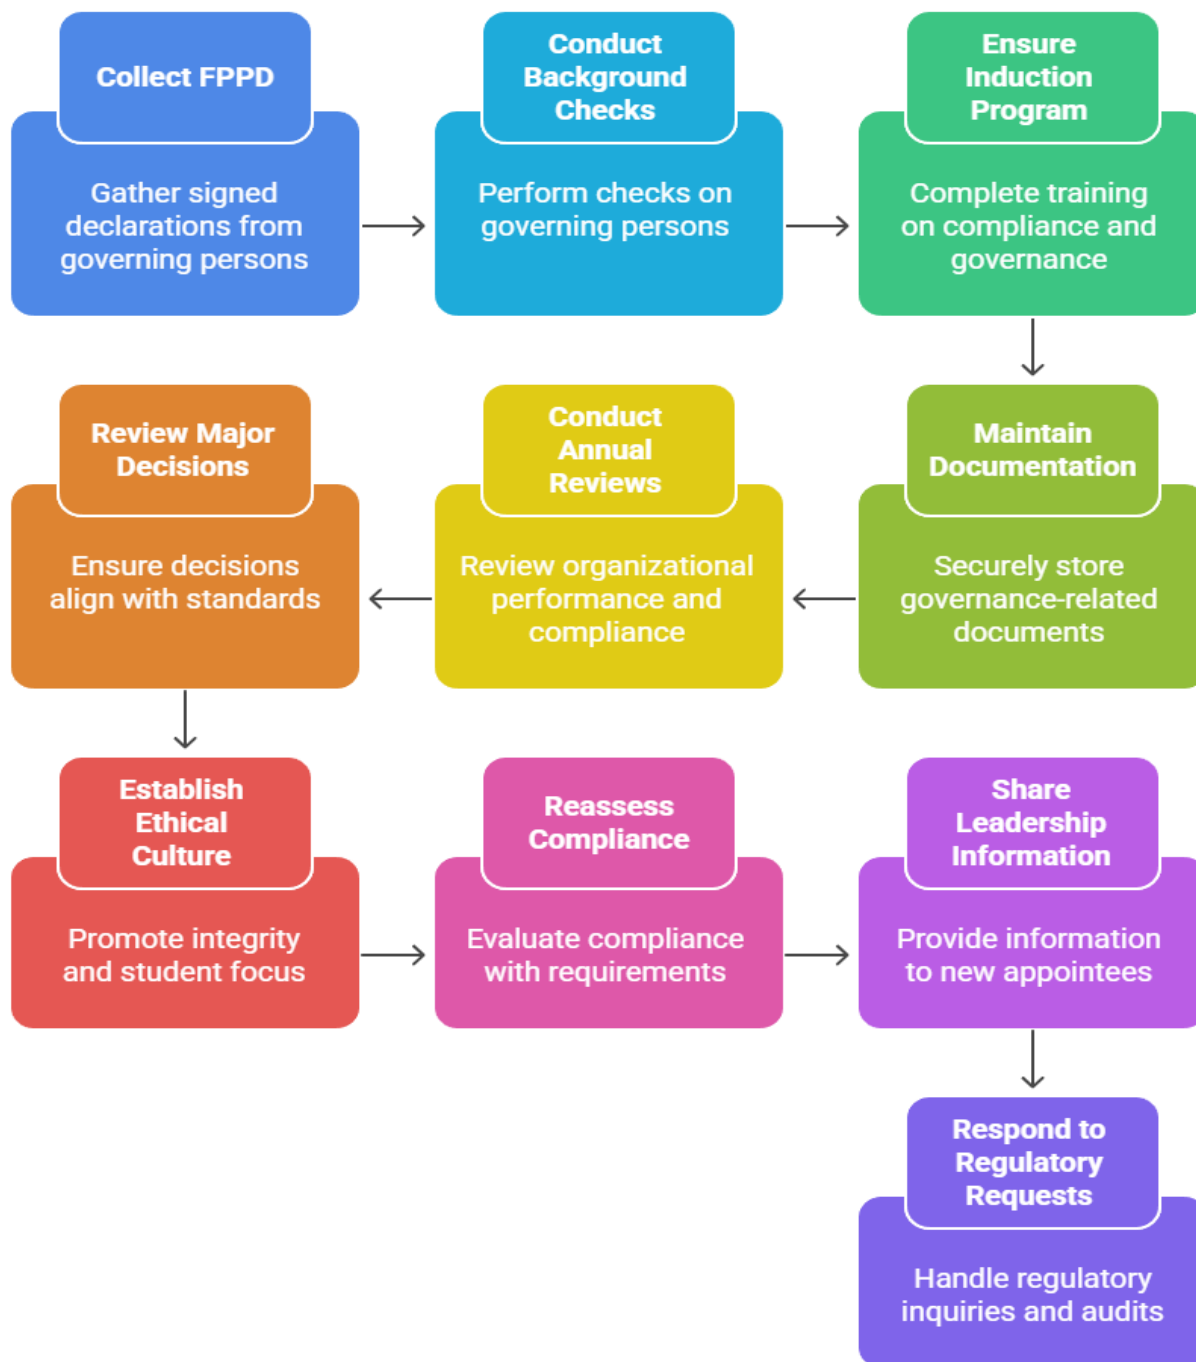 Collect FPPD
Gather signed
declarations from
governing persons
Conduct
Background
Checks
Perform checks on
governing persons
Ensure
Induction
Program
Complete training
on compliance and
governance
Maintain
Documentation
Securely store
governance-related
documents
Conduct
Annual
Reviews
Review organizational
performance and
compliance
Review Major
Decisions
Ensure decisions
align with standards
Establish
Ethical
Culture
Promote integrity
and student focus
Reassess
Compliance
Evaluate compliance
with requirements
Share
Leadership
Information
Provide information
to new appointees
Respond to
Regulatory
Requests
Handle regulatory
inquiries and audits